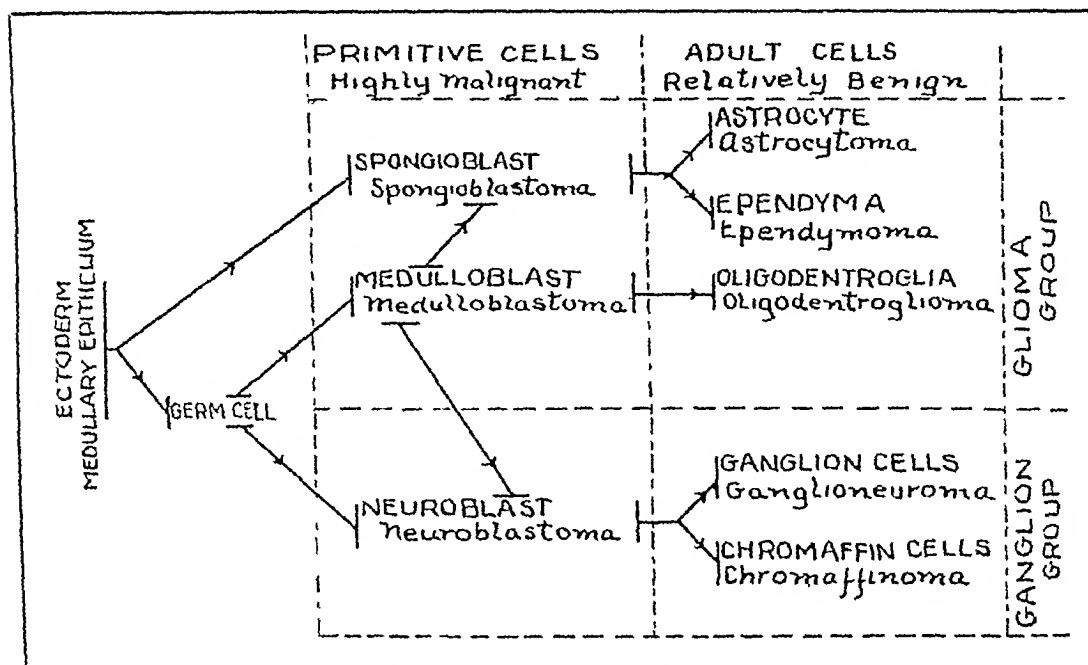 PRIMITIVE CELLS
Highly Malignant
ADULT CELLS
Relatively Benign
ECTODERM
MEDULLARY EPITHELIUM
GERM CELL
SPONGIOBLAST
Spongioblastoma
MEDULLOBLAST
Medulloblastoma
NEUROBLAST
Neuroblastoma
ASTROCYTE
Astrocytoma
EPENDYMA
Ependymoma
OLIGODENTROGLIA
Oligodentroglioma
GANGLION CELLS
Ganglioneuroma
CHROMAFFIN CELLS
Chromaffinoma
GLIOMA
GROUP
GANGLION
GROUP